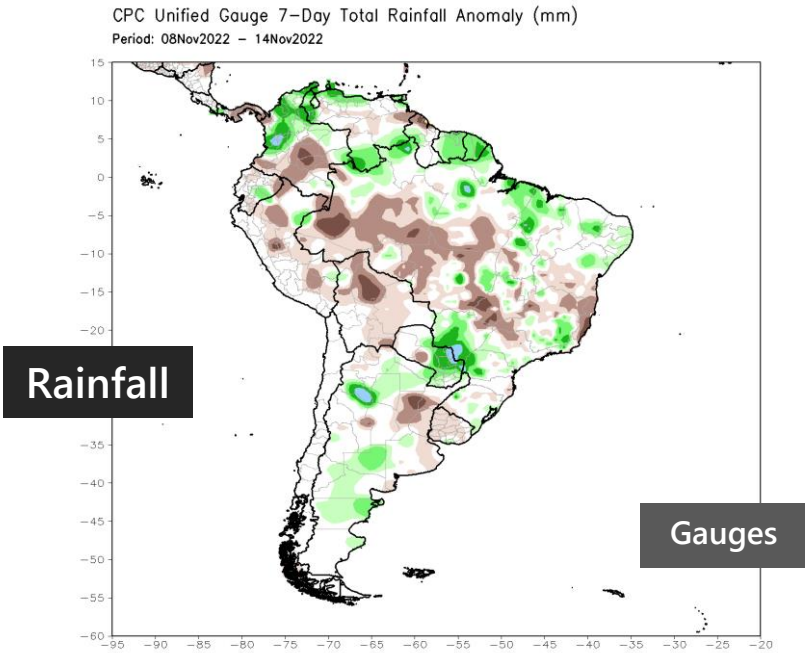 CPC Unified Gauge 7-Day Total Rainfall Anomaly (mm)
Period: 08Nov2022 - 14Nov2022
15
10
5
0
-5
-10
-15
-20
Rainfall
-35
-40
-45
Gauges
-50
-55
-60
-95 -90 -85 -80 -75 -70 -65 -60 -55 -50 -45 -40 -35 -30 -25 -20